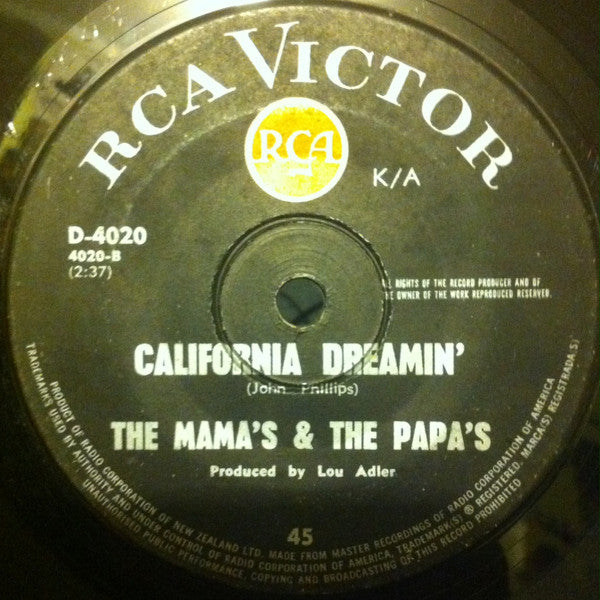 RCA VICTOR
RCA
K/A
D-4020
4020-B
(2:37)
RIGHTS OF THE RECORD PRODUCER AND OF
OWNER OF THE WORK REPRODUCED RESERVED.
CALIFORNIA DREAMIN'
(John Phillips)
THE MAMA'S & THE PAPA'S
Produced by Lou Adler
45
PRODUCT OF RADIO CORPORATION OF NEW ZEALAND LTD. MADE FROM MASTER RECORDINGS OF RADIO CORPORATION OF AMERICA
TRADEMARKS USED BY AUTHORITY AND UNDER CONTROL OF RADIO CORPORATION OF AMERICA, TRADEMARK(S) ® REGISTERED. MARCA(S) REGISTRADA(S)
UNAUTHORISED PUBLIC PERFORMANCE, COPYING AND BROADCASTING OF THIS RECORD PROHIBITED